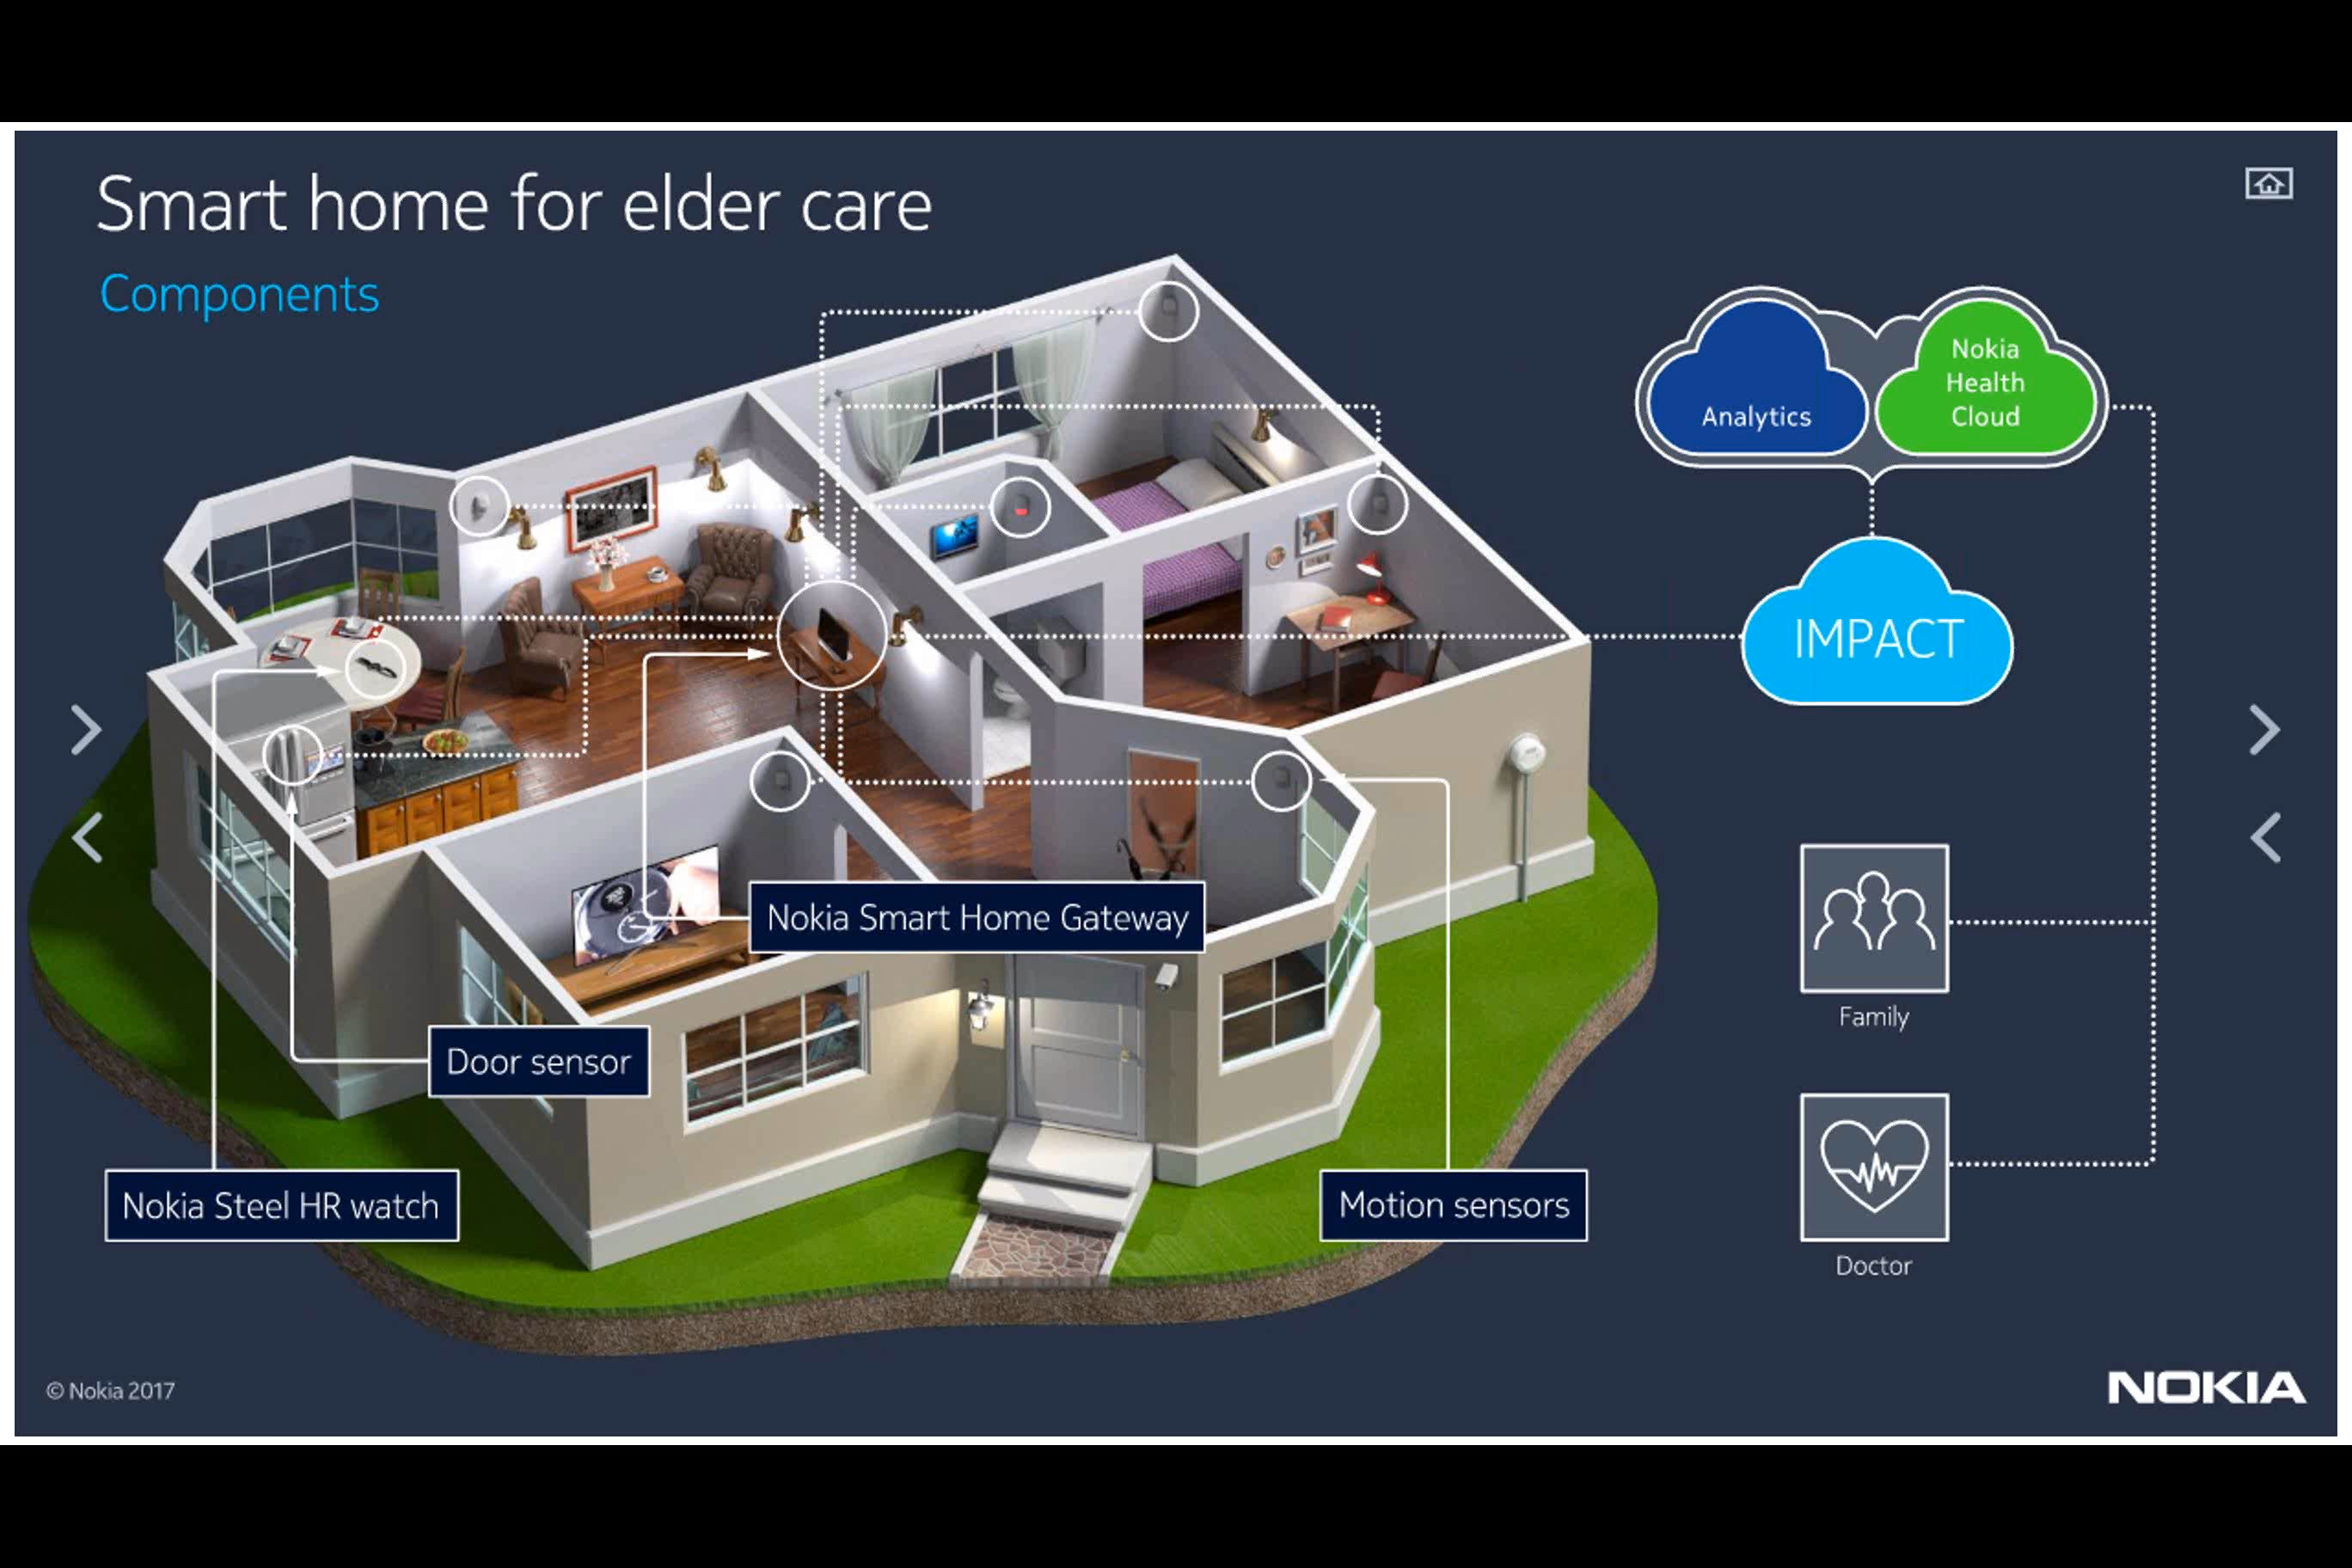 Smart home for elder care
Components
Analytics
Nokia
Health
Cloud
IMPACT
Nokia Smart Home Gateway
Door sensor
Nokia Steel HR watch
Motion sensors
Family
Doctor
© Nokia 2017
NOKIA